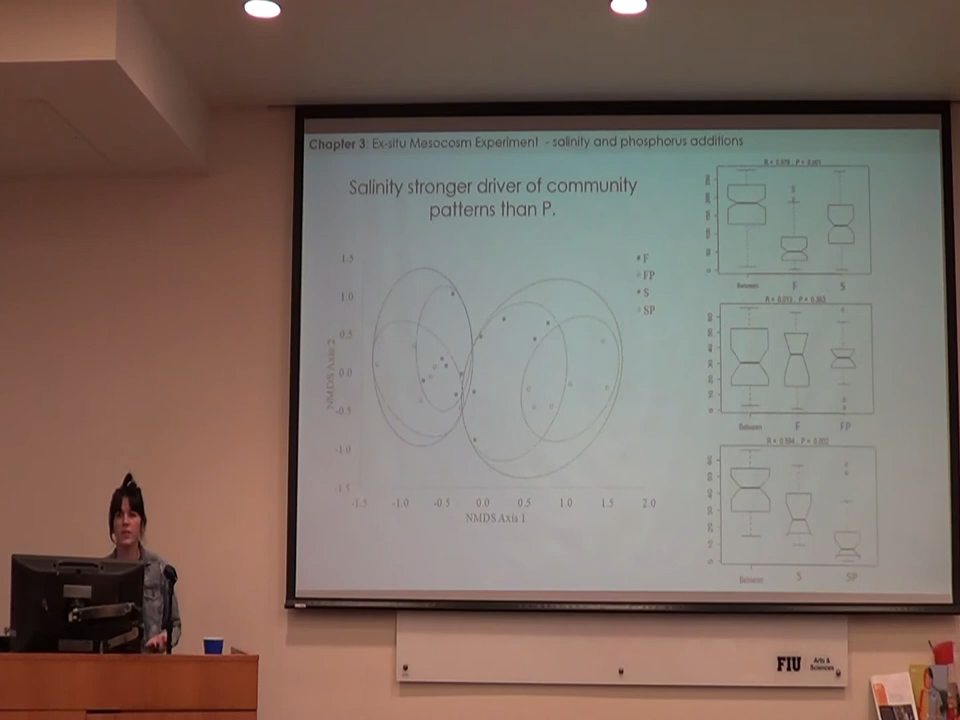 Chapter 3: Ex-situ Mesocosm Experiment - salinity and phosphorus additions
Salinity stronger driver of community
patterns than P.
F
FP
S
SP
1.5
1.0
0.5
0.0
-0.5
-1.0
-1.5
NMDS Axis 2
-1.5 -1.0 -0.5 0.0 0.5 1.0 1.5 2.0
NMDS Axis 1
Between F S
Between F FP
Between S SP
FIU Arts &
Sciences